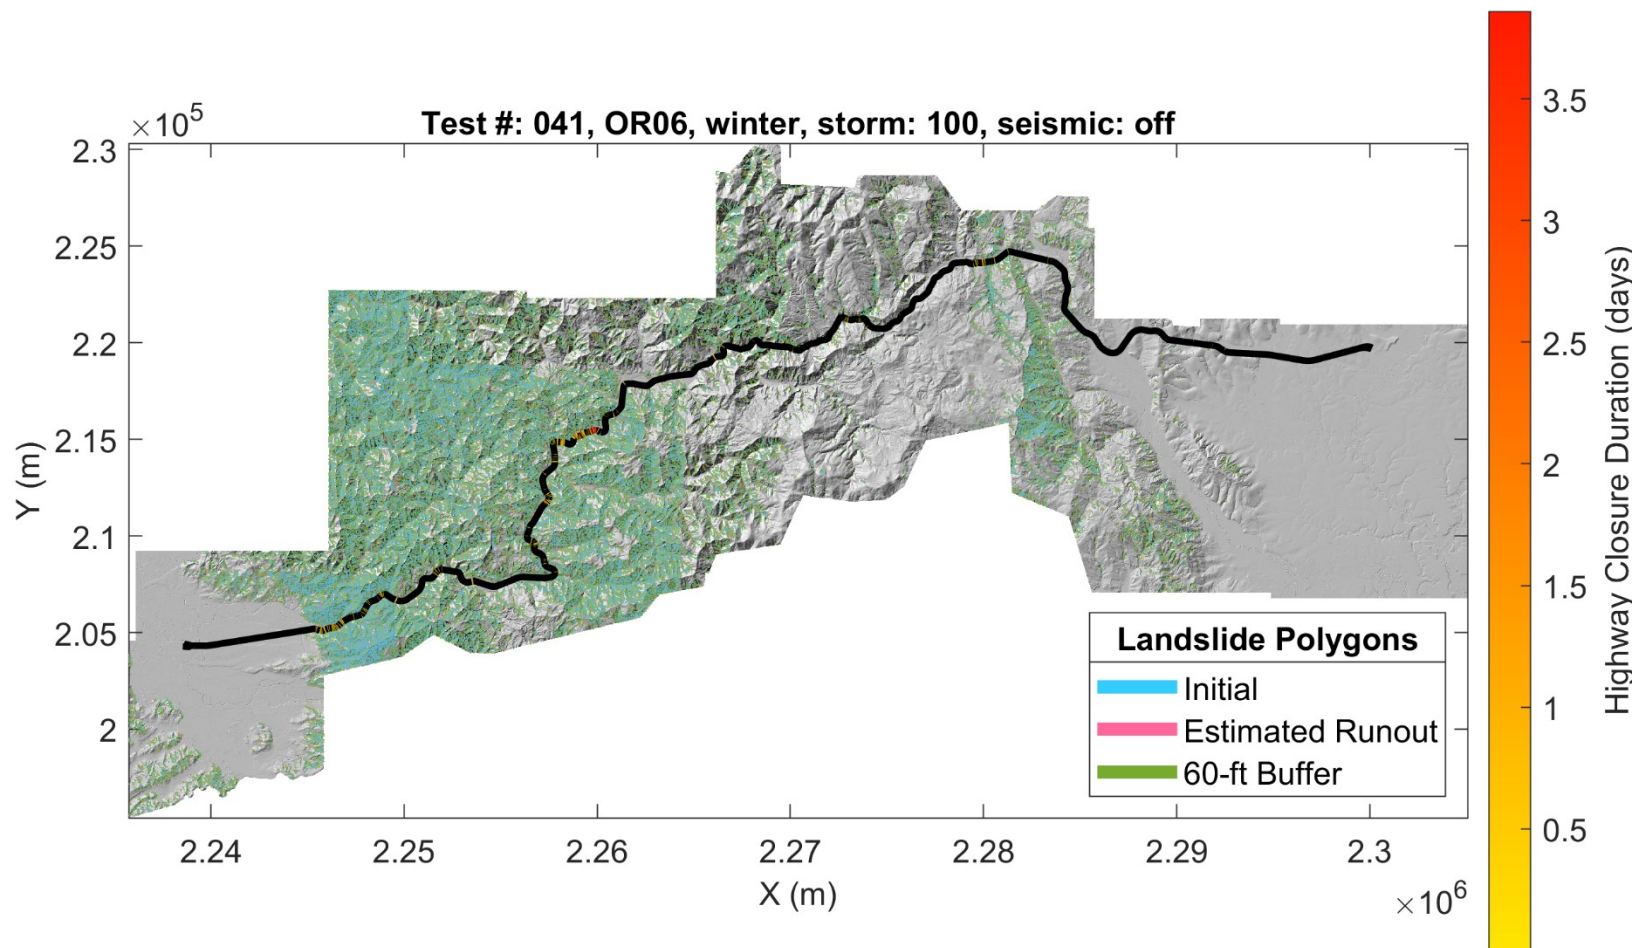 ×10^5
Test #: 041, OR06, winter, storm: 100, seismic: off
2.3
2.25
2.2
2.15
2.1
2.05
2
Y (m)
2.24
2.25
2.26
2.27
2.28
2.29
2.3
X (m)
×10^6
Landslide Polygons
Initial
Estimated Runout
60-ft Buffer
3.5
3
2.5
2
1.5
1
0.5
Highway Closure Duration (days)